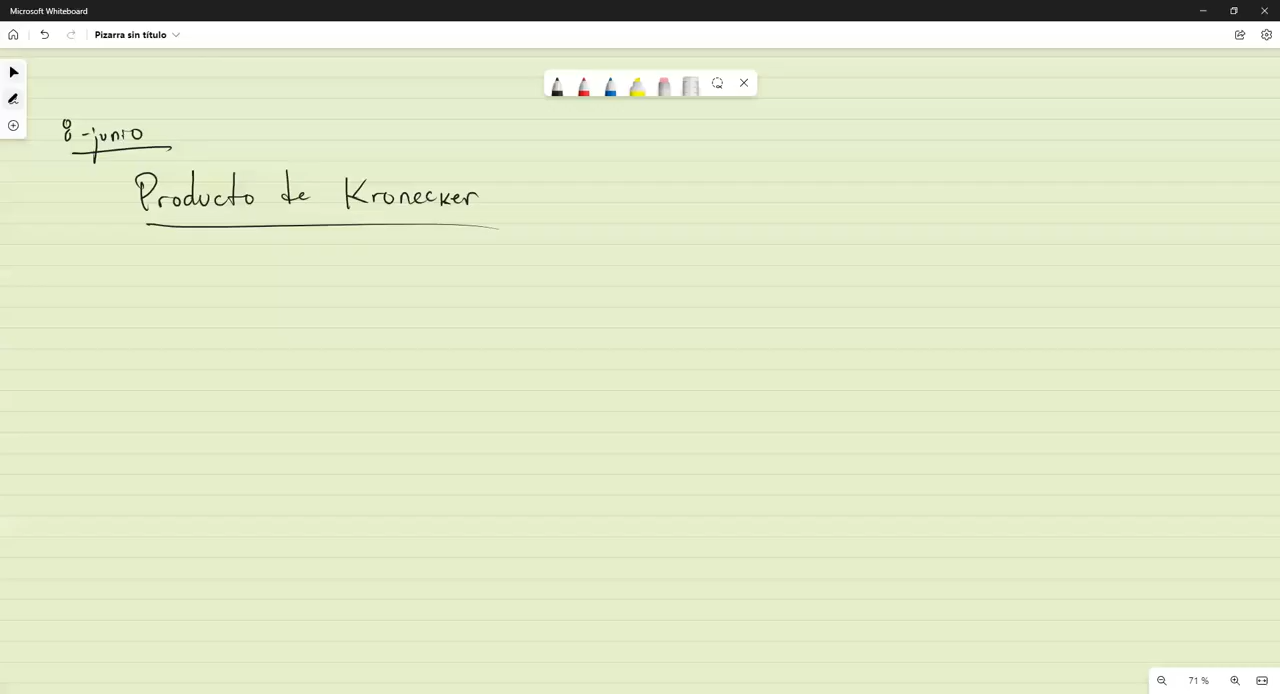 Microsoft Whiteboard
Pizarra sin título
8-junio
Producto de Kronecker
71 %